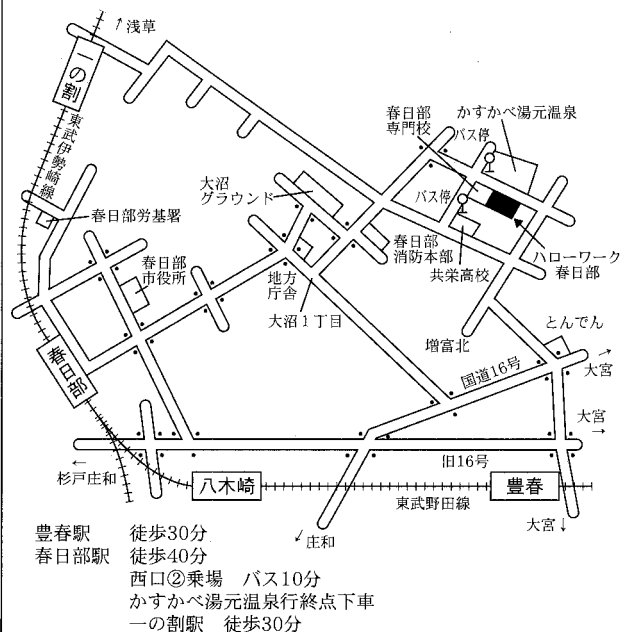 ↑浅草
一の割
東武伊勢崎線
春日部労基署
春日部
市役所
春日部
大沼
グラウンド
地方
庁舎
大沼1丁目
春日部
消防本部
春日部
専門校
かすかべ湯元温泉
バス停
バス停
共栄高校
ハローワーク
春日部
増富北
とんでん
国道16号
大宮
→
大宮
→
旧16号
←
杉戸庄和
八木崎
東武野田線
豊春
大宮↓
↙庄和
豊春駅 徒歩30分
春日部駅 徒歩40分
西口②乗場 バス10分
かすかべ湯元温泉行終点下車
一の割駅 徒歩30分